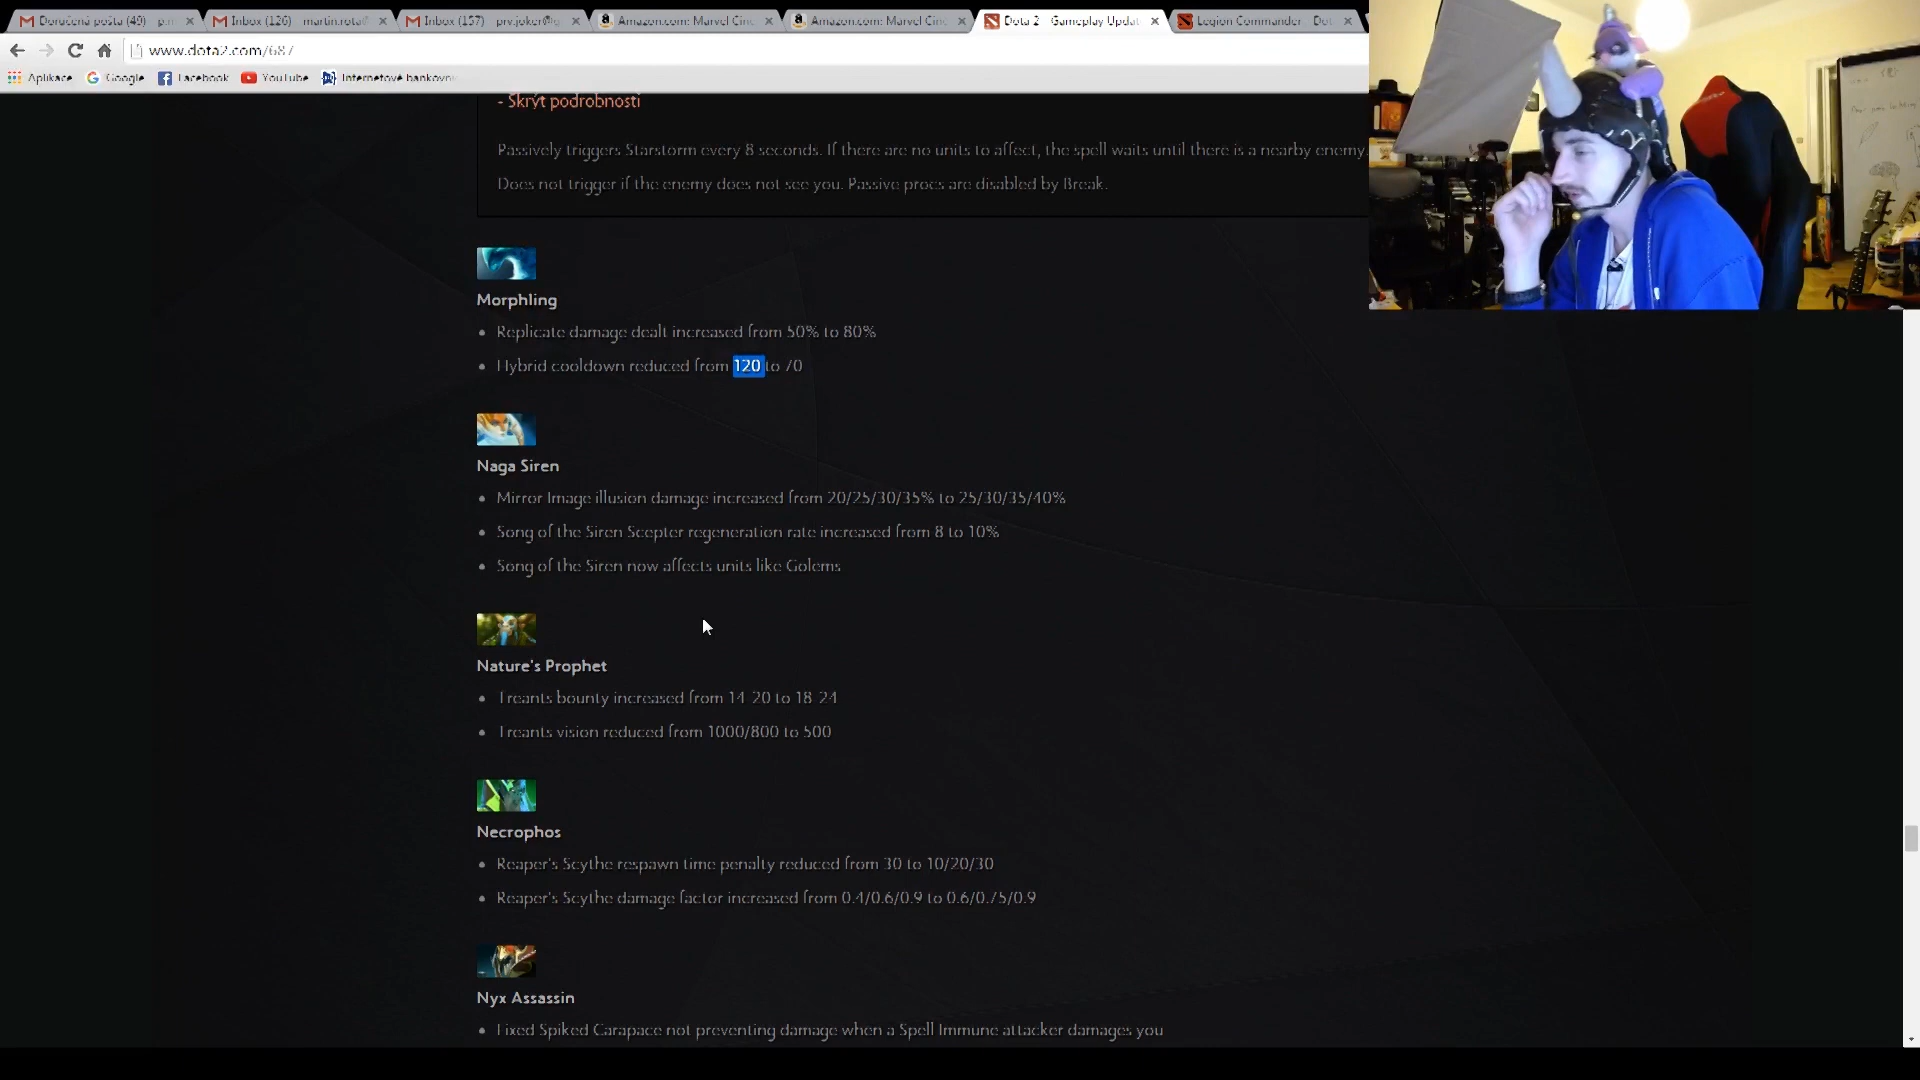 Doručená pošta (49)
Inbox (126)
Inbox (157)
Amazon.com: Marvel Cin
Amazon.com: Marvel Cin
Dota 2 Gameplay Updat
Legion Commander Dot
www.dota2.com/687
Aplikace Google Facebook YouTube Internetové bankovni
- Skrýt podrobnosti
Passively triggers Starstorm every 8 seconds. If there are no units to affect, the spell waits until there is a nearby enemy.
Does not trigger if the enemy does not see you. Passive procs are disabled by Break.
Morphling
• Replicate damage dealt increased from 50% to 80%
• Hybrid cooldown reduced from 120 to 70
Naga Siren
• Mirror Image illusion damage increased from 20/25/30/35% to 25/30/35/40%
• Song of the Siren Scepter regeneration rate increased from 8 to 10%
• Song of the Siren now affects units like Golems
Nature's Prophet
• Treants bounty increased from 14-20 to 18-24
• Treants vision reduced from 1000/800 to 500
Necrophos
• Reaper's Scythe respawn time penalty reduced from 30 to 10/20/30
• Reaper's Scythe damage factor increased from 0.4/0.6/0.9 to 0.6/0.75/0.9
Nyx Assassin
• Fixed Spiked Carapace not preventing damage when a Spell Immune attacker damages you